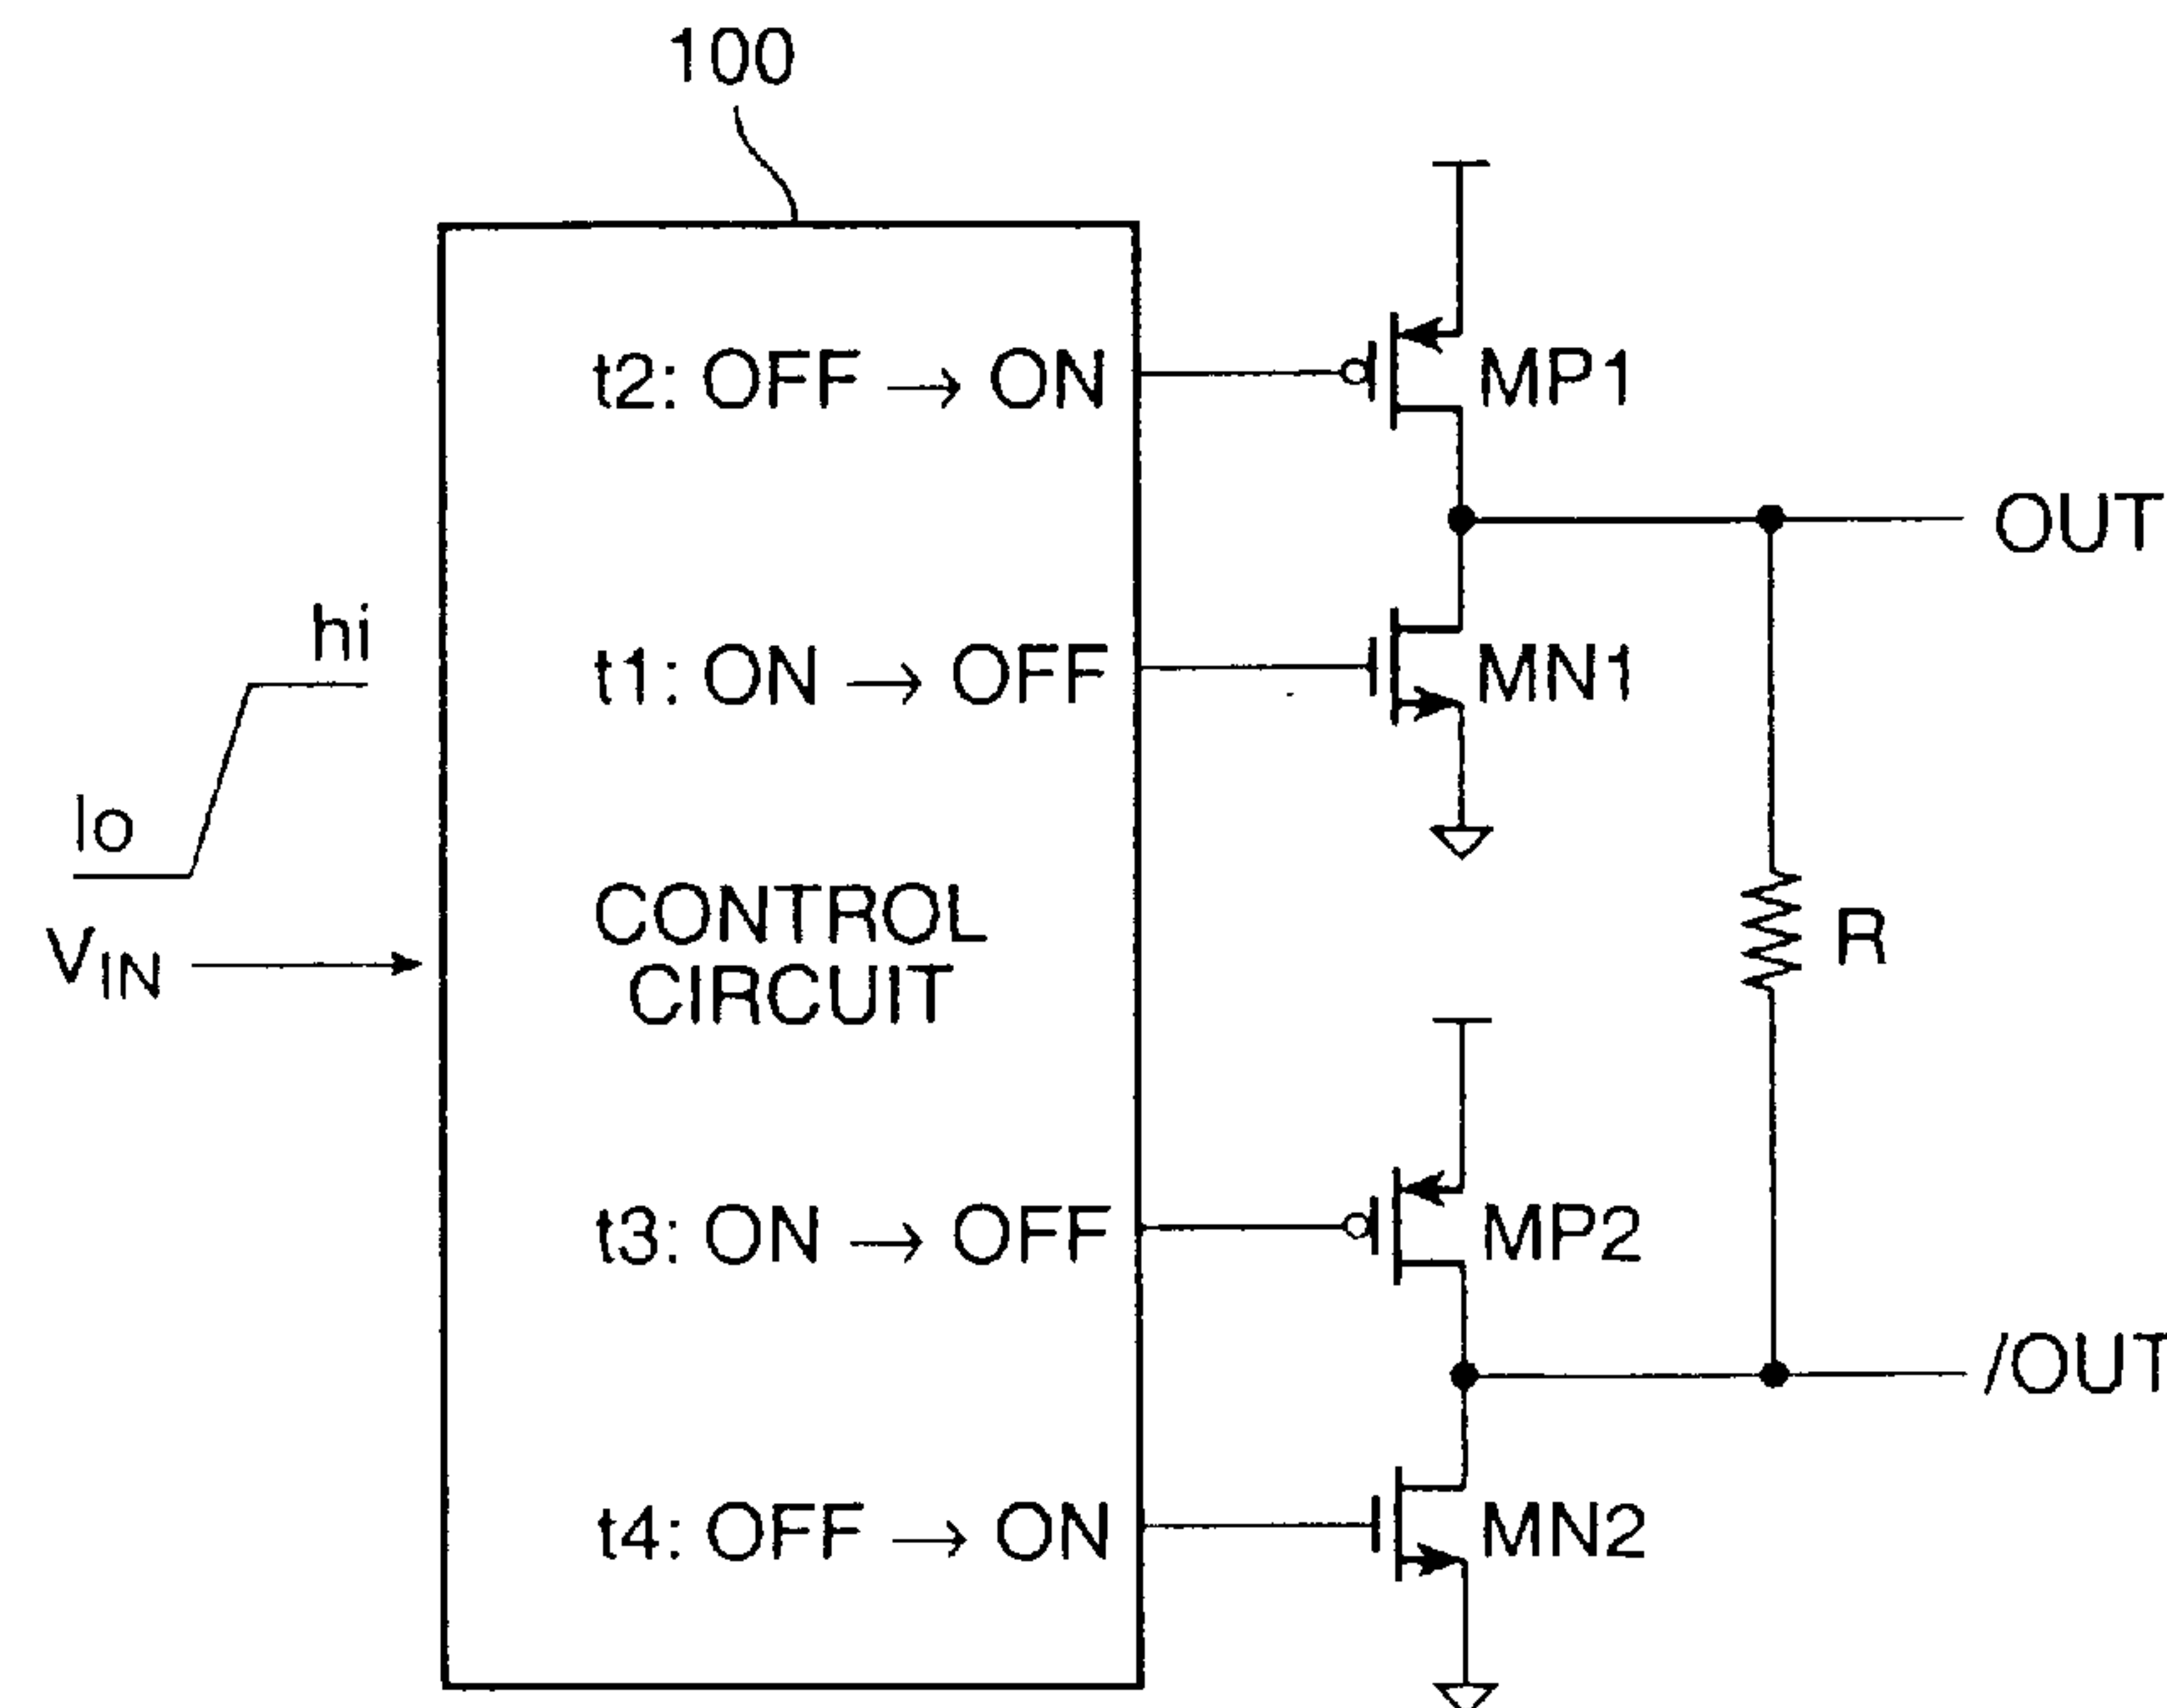 100
t2: OFF → ON
MP1
OUT
hi
t1: ON → OFF
MN1
lo
CONTROL
CIRCUIT
R
VIN
t3: ON → OFF
MP2
/OUT
t4: OFF → ON
MN2